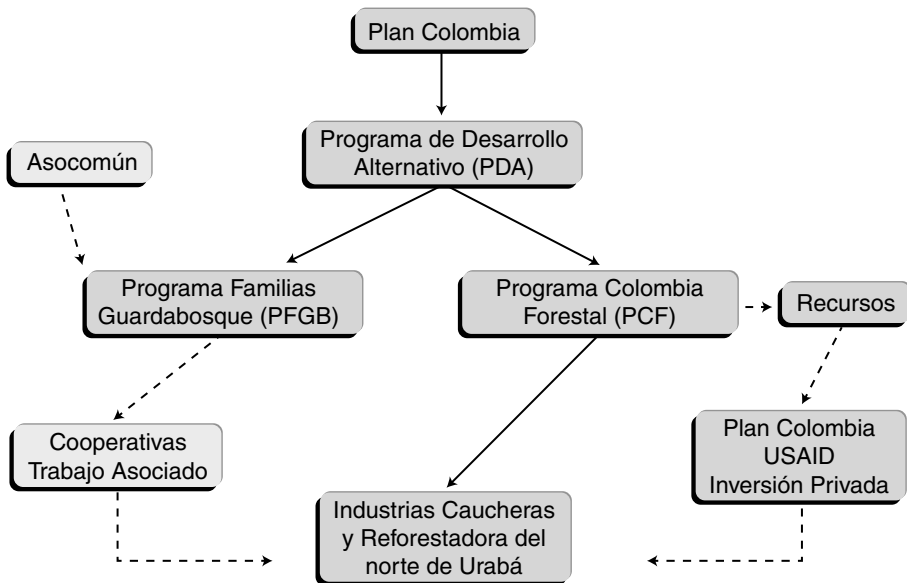 Plan Colombia
Programa de Desarrollo
Alternativo (PDA)
Asocomún
Programa Familias
Guardabosque (PFGB)
Programa Colombia
Forestal (PCF)
Recursos
Cooperativas
Trabajo Asociado
Plan Colombia
USAID
Inversión Privada
Industrias Caucheras
y Reforestadora del
norte de Urabá